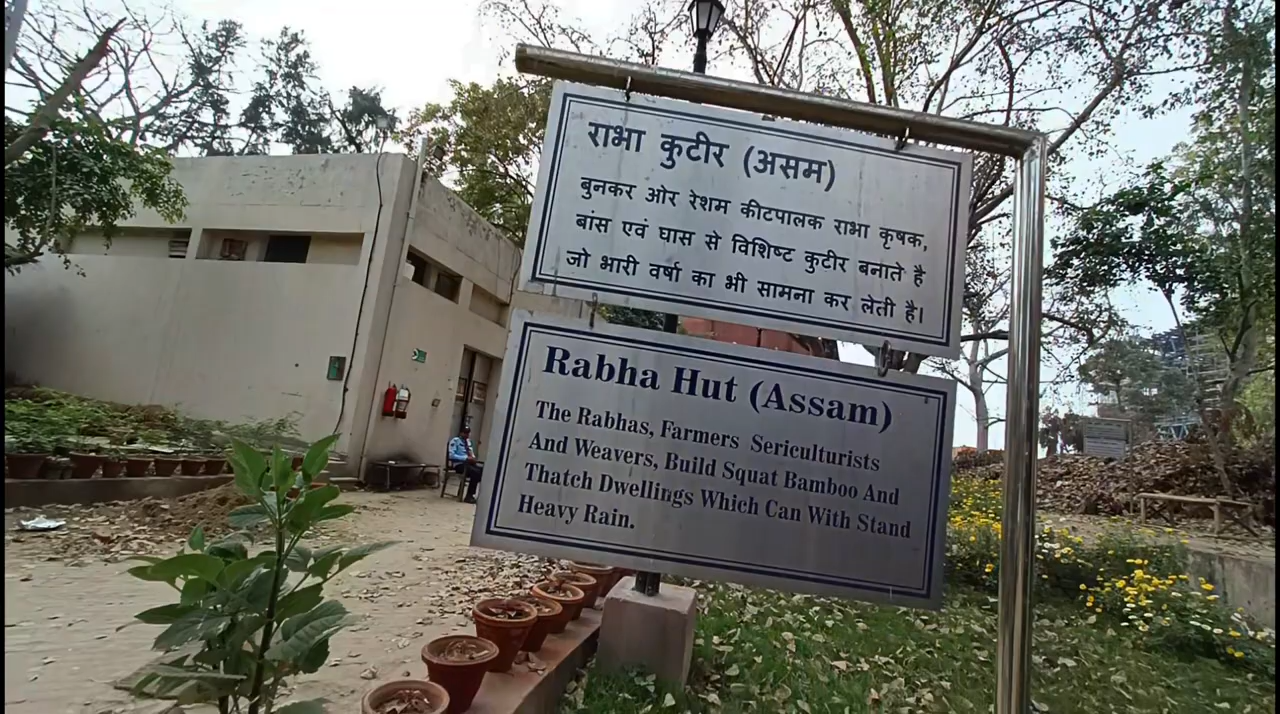 राभा कुटीर (असम)
बुनकर ओर रेशम कीटपालक राभा कृषक,
बांस एवं घास से विशिष्ट कुटीर बनाते है
जो भारी वर्षा का भी सामना कर लेती है।
Rabha Hut (Assam)
The Rabhas, Farmers Sericulturists
And Weavers, Build Squat Bamboo And
Thatch Dwellings Which Can With Stand
Heavy Rain.